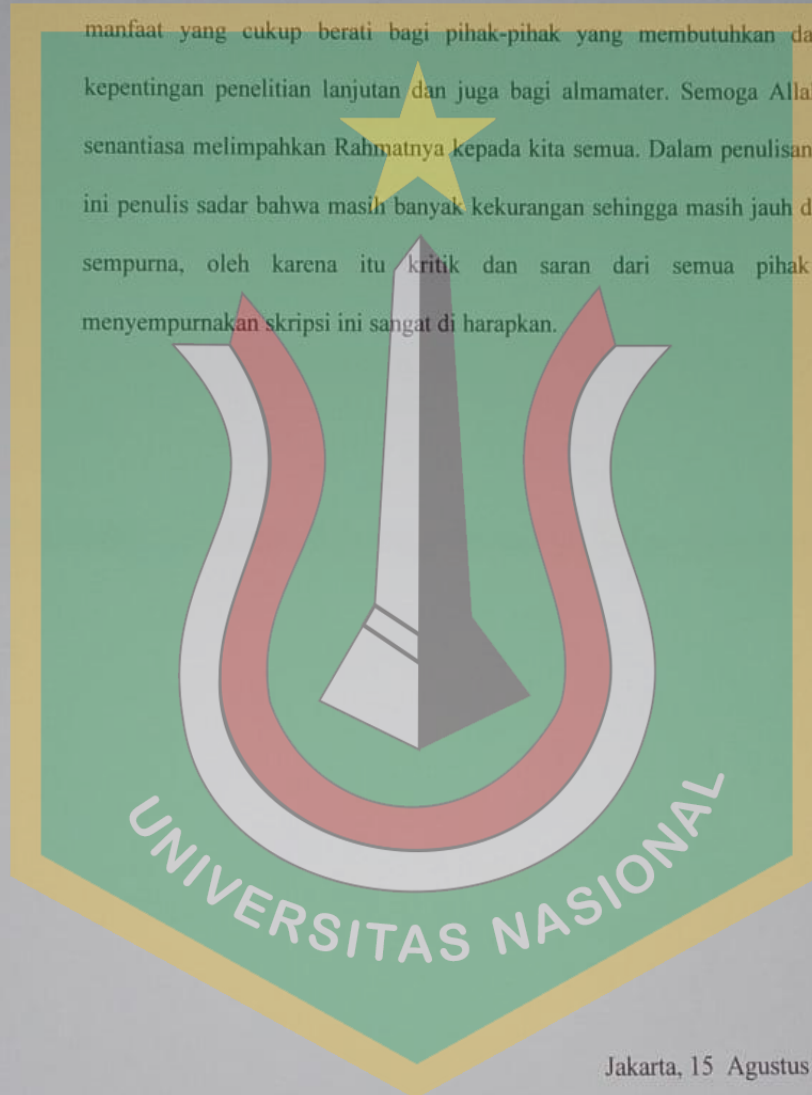 manfaat yang cukup berati bagi pihak-pihak yang membutuhkan
kepentingan penelitian lanjutan dan juga bagi almamater. Semoga
senantiasa melimpahkan Rahmatnya kepada kita semua. Dalam penulisan
ini penulis sadar bahwa masih banyak kekurangan sehingga masih jauh
sempurna, oleh karena itu kritik dan saran dari semua pihak
menyempurnakan skripsi ini sangat di harapkan.
UNIVERSITAS NASIONAL
Jakarta, 15 Agustus